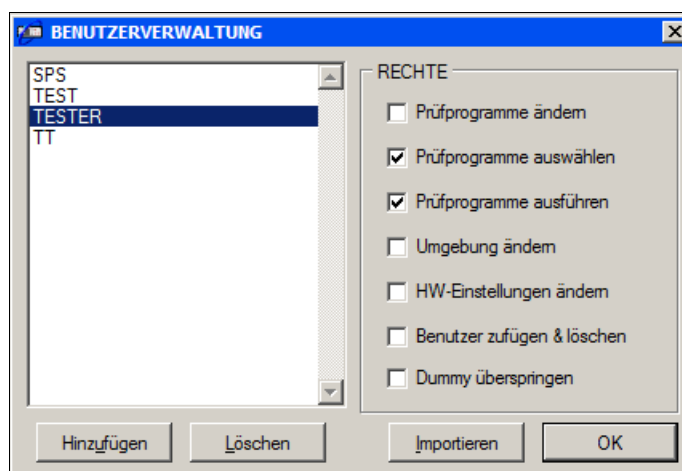 BENUTZERVERWALTUNG
SPS
TEST
TESTER
TT
RECHTE
Prüfprogramme ändern
Prüfprogramme auswählen
Prüfprogramme ausführen
Umgebung ändern
HW-Einstellungen ändern
Benutzer zufügen & löschen
Dummy überspringen
Hinzufügen Löschen Importieren OK